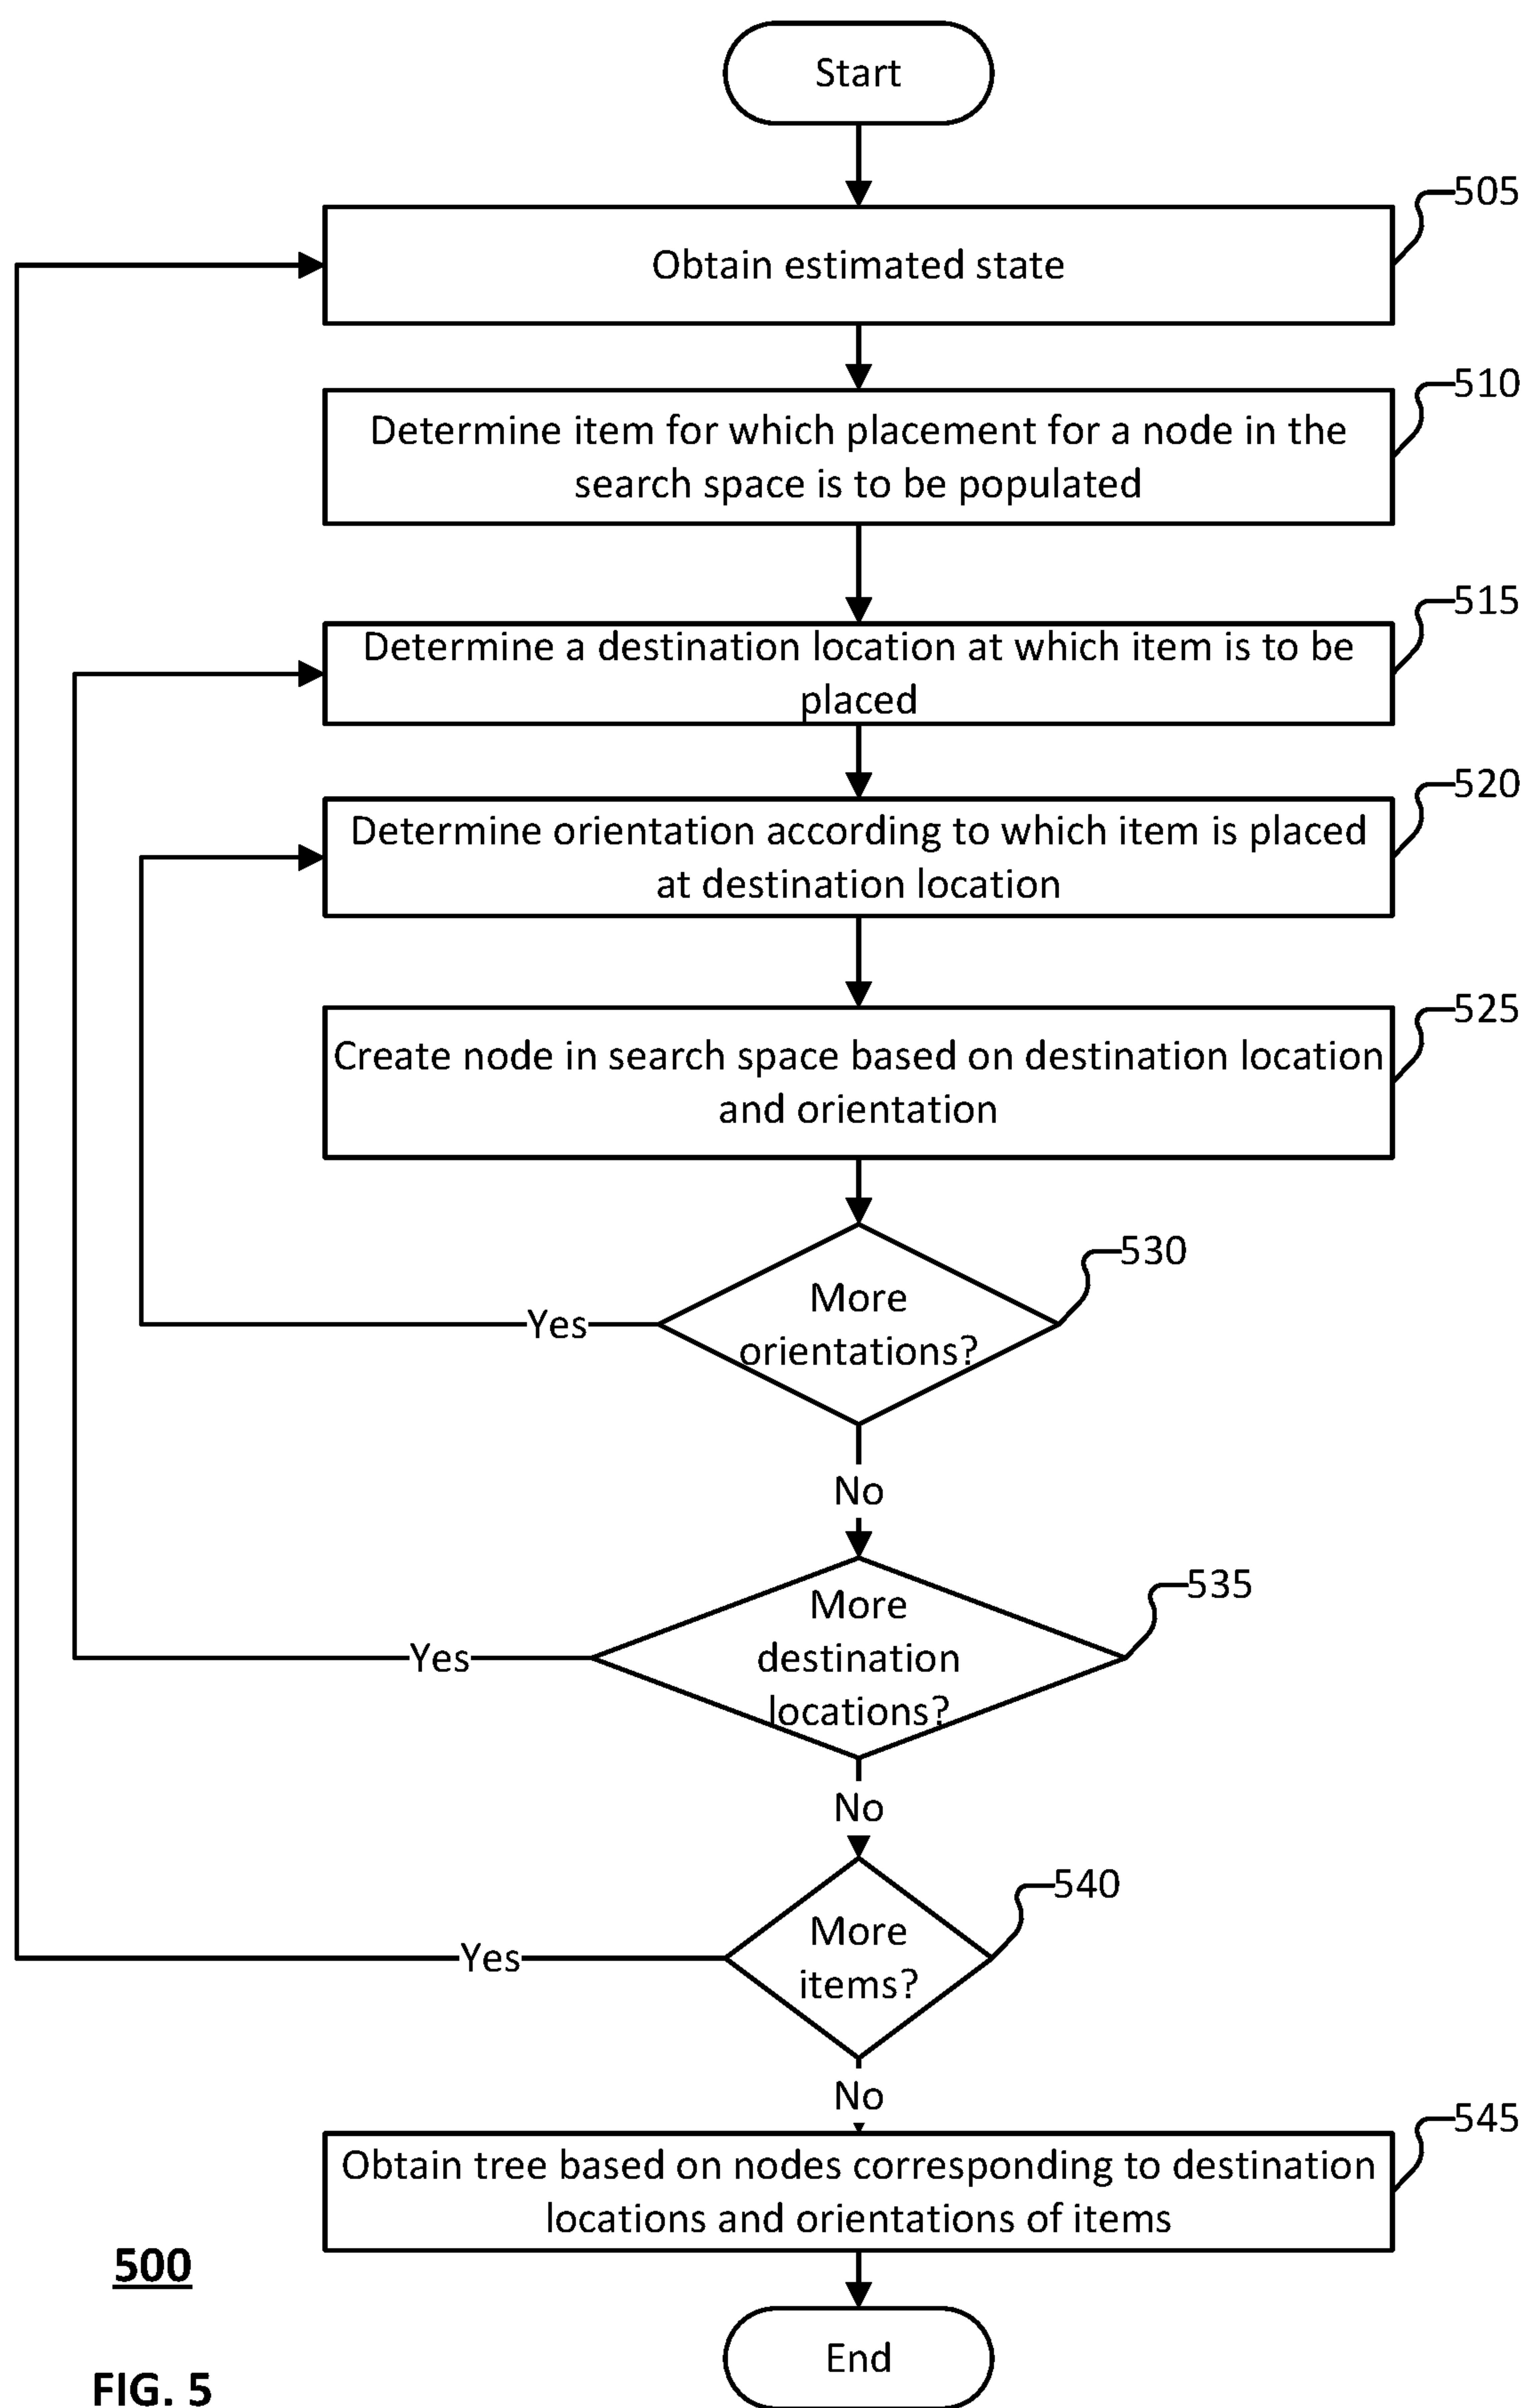 Start
505
Obtain estimated state
510
Determine item for which placement for a node in the
search space is to be populated
515
Determine a destination location at which item is to be
placed
520
Determine orientation according to which item is placed
at destination location
525
Create node in search space based on destination location
and orientation
530
More
orientations?
Yes
No
535
More
destination
locations?
Yes
No
540
More
items?
Yes
No
545
Obtain tree based on nodes corresponding to destination
locations and orientations of items
500
End
FIG. 5